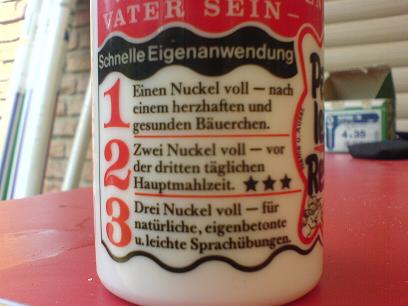 VATER SEIN –
Schnelle Eigenanwendung
1 Einen Nuckel voll – nach
einem herzhaften und
gesunden Bäuerchen.
2 Zwei Nuckel voll – vor
der dritten täglichen
Hauptmahlzeit. ★★★
3 Drei Nuckel voll – für
natürliche, eigenbetonte
u. leichte Sprachübungen.
4.35